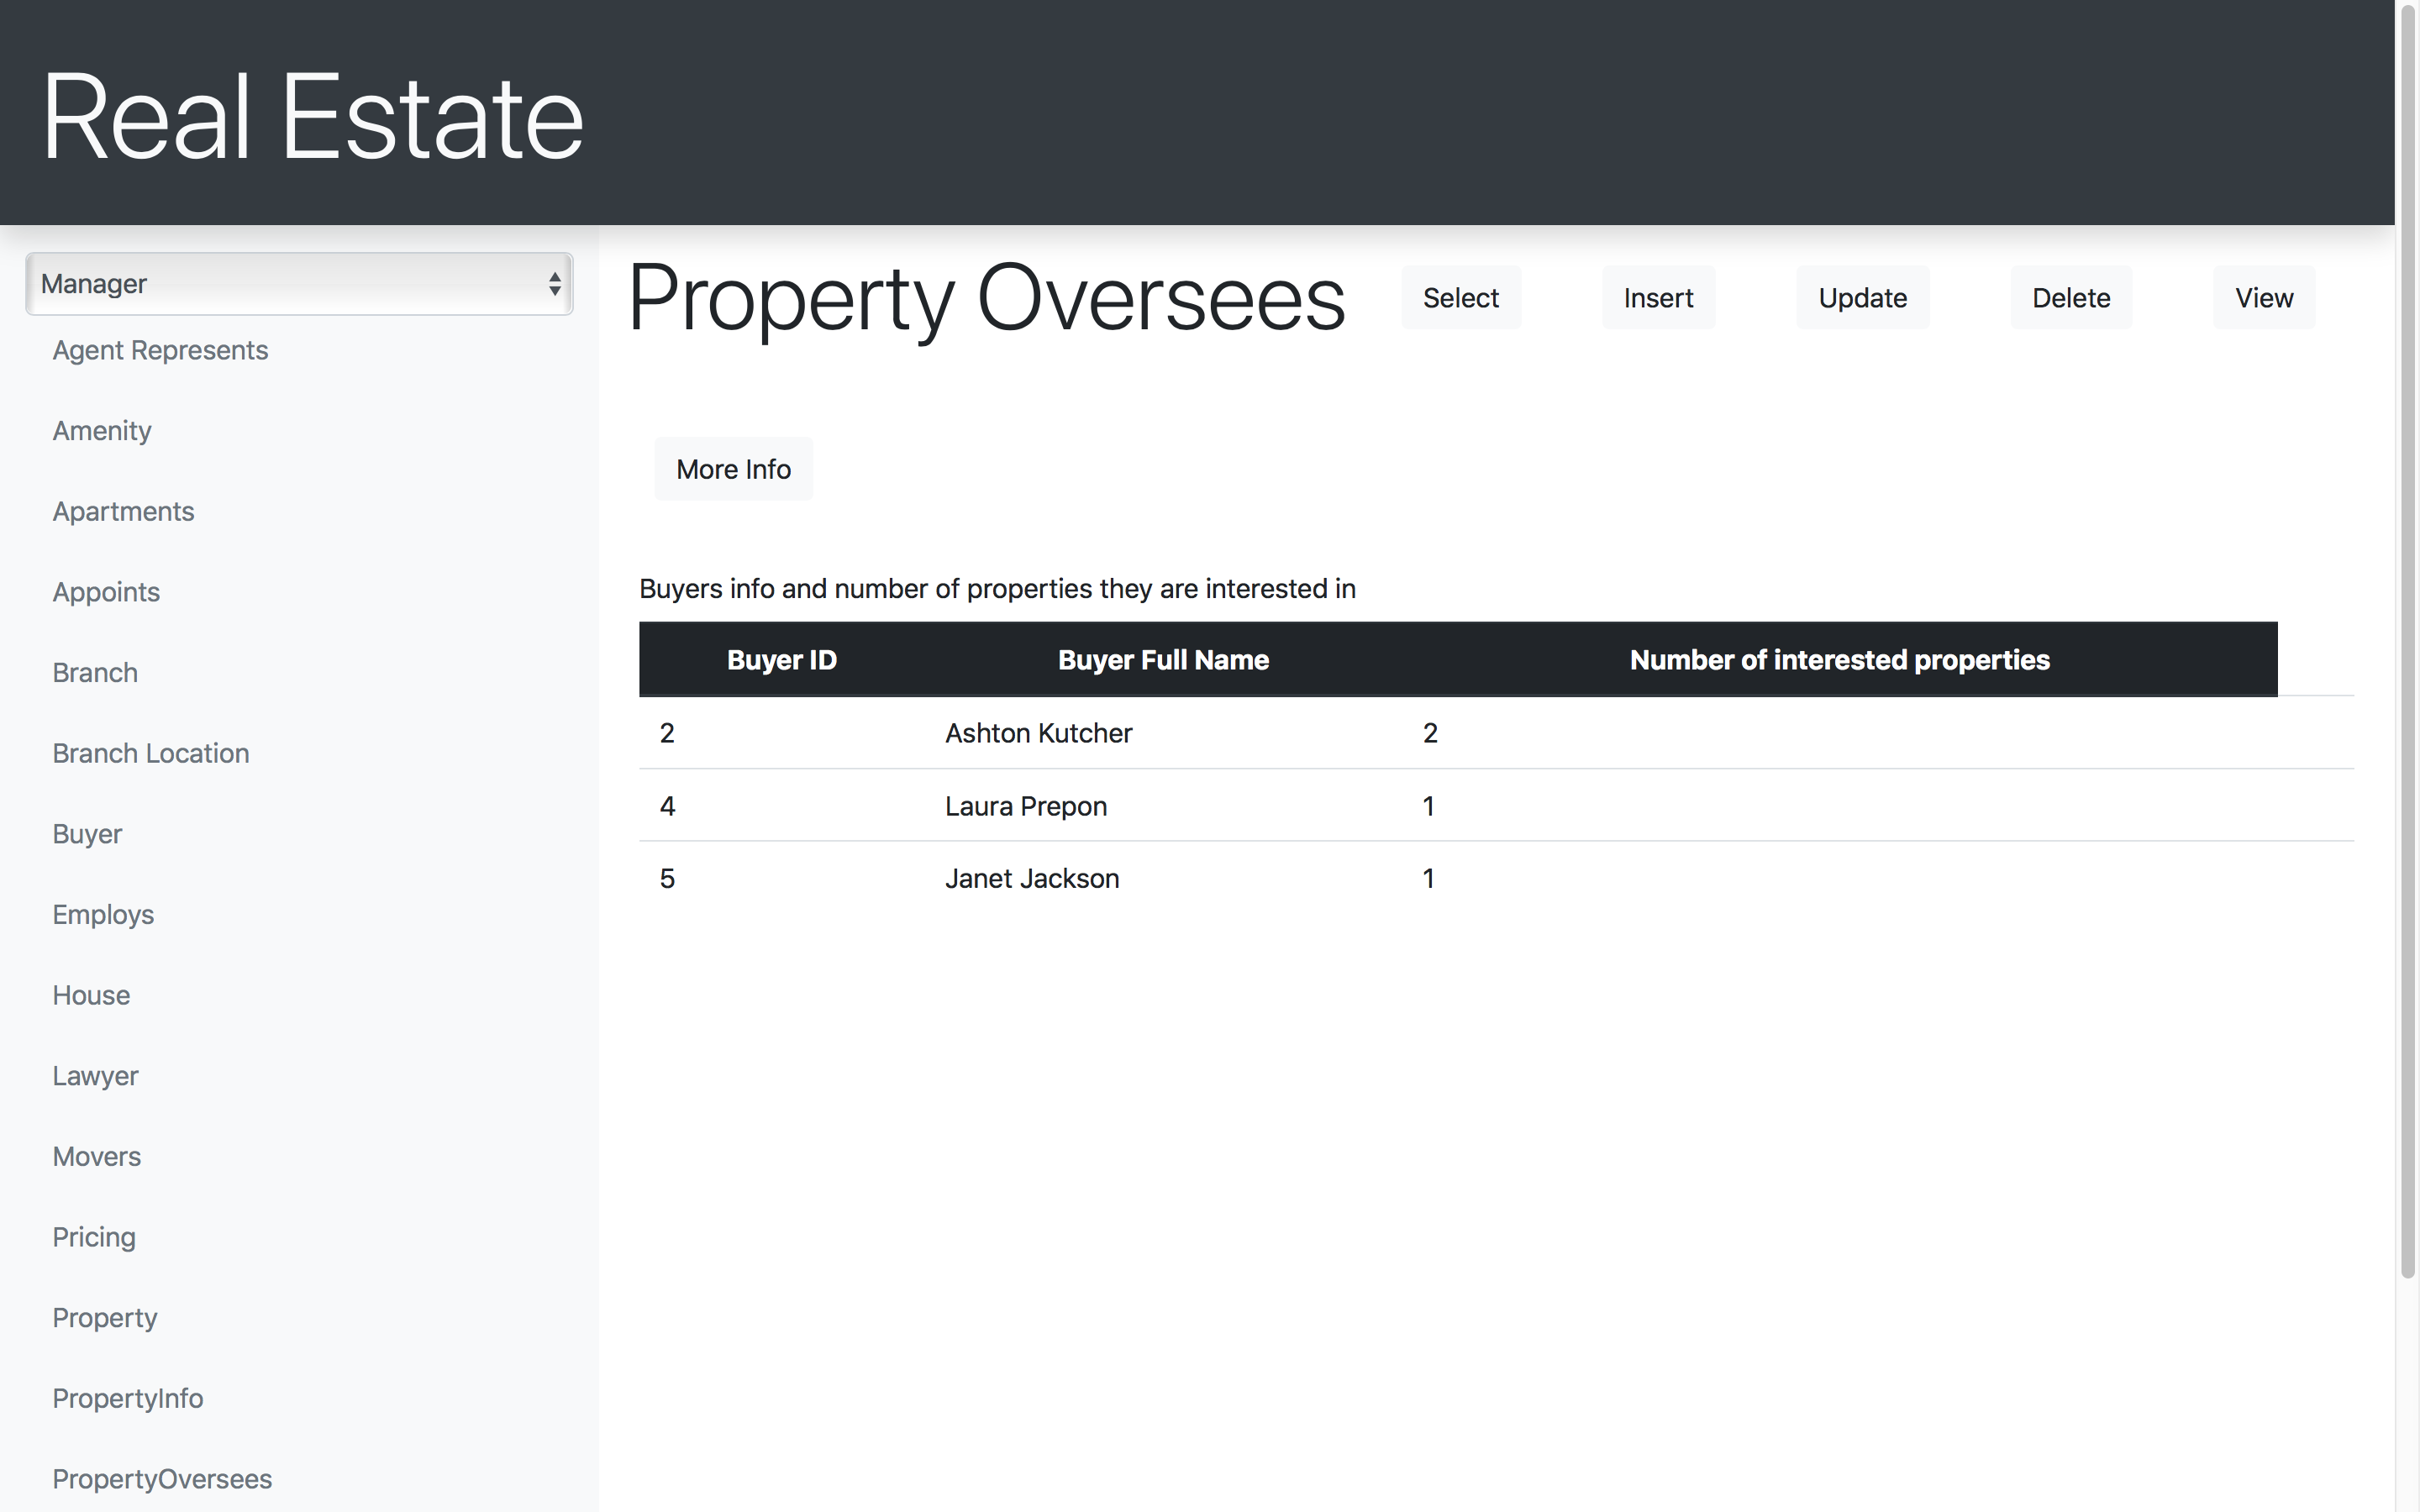 Real Estate
Manager
Agent Represents
Amenity
Apartments
Appoints
Branch
Branch Location
Buyer
Employs
House
Lawyer
Movers
Pricing
Property
PropertyInfo
PropertyOversees
Property Oversees Select Insert Update Delete View
More Info
Buyers info and number of properties they are interested in
Buyer ID Buyer Full Name Number of interested properties
2 Ashton Kutcher 2
4 Laura Prepon 1
5 Janet Jackson 1